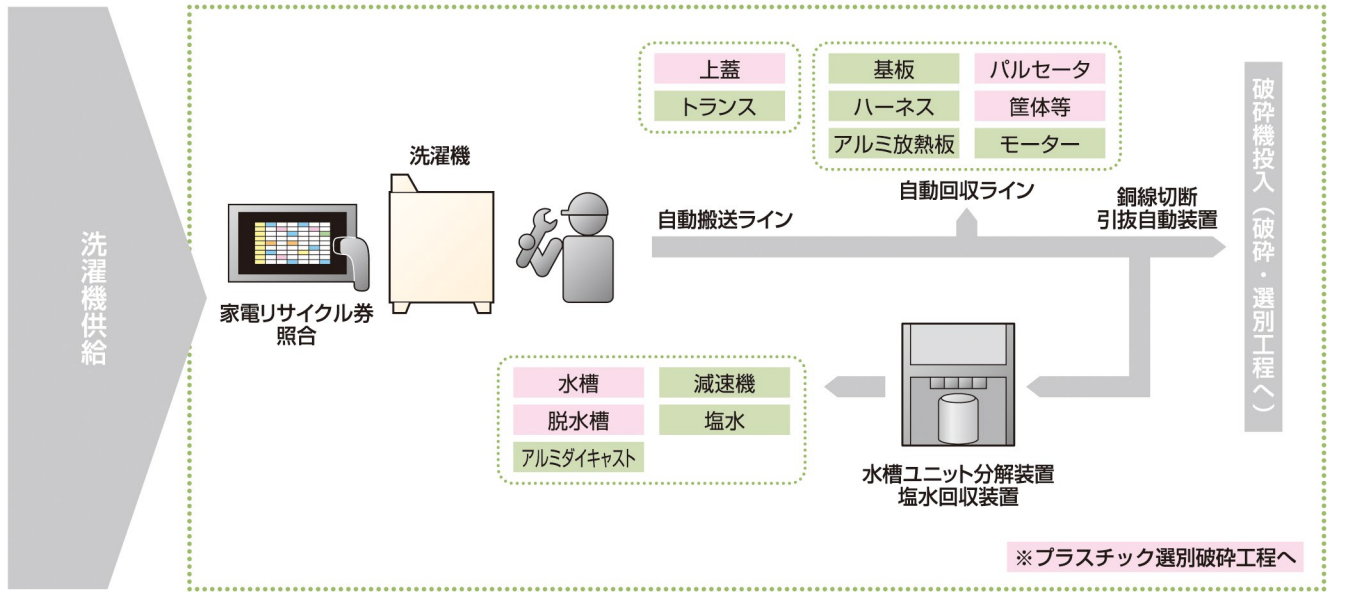 洗濯機供給
家電リサイクル券
照合
洗濯機
上蓋
トランス
基板
パルセータ
ハーネス
筐体等
アルミ放熱板
モーター
自動搬送ライン
自動回収ライン
銅線切断
引抜自動装置
破砕機投入（破砕・選別工程へ）
水槽
減速機
脱水槽
塩水
アルミダイキャスト
水槽ユニット分解装置
塩水回収装置
※プラスチック選別破砕工程へ